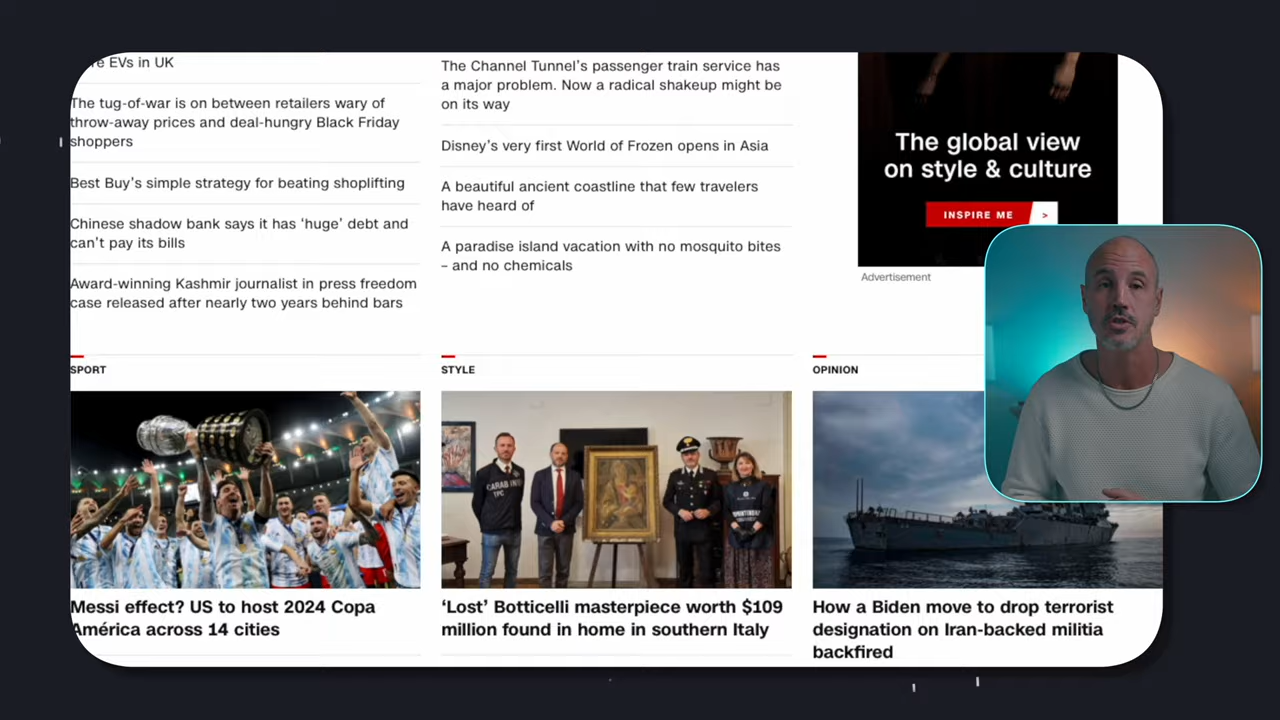 EVs in UK
The tug-of-war is on between retailers wary of
throw-away prices and deal-hungry Black Friday
shoppers
Best Buy’s simple strategy for beating shoplifting
Chinese shadow bank says it has ‘huge’ debt and
can’t pay its bills
Award-winning Kashmir journalist in press freedom
case released after nearly two years behind bars
The Channel Tunnel’s passenger train service has
a major problem. Now a radical shakeup might be
on its way
Disney’s very first World of Frozen opens in Asia
A beautiful ancient coastline that few travelers
have heard of
A paradise island vacation with no mosquito bites
– and no chemicals
The global view
on style & culture
INSPIRE ME >
Advertisement
SPORT
Messi effect? US to host 2024 Copa
América across 14 cities
STYLE
CARABINIERI
TPC
‘Lost’ Botticelli masterpiece worth $109
million found in home in southern Italy
OPINION
How a Biden move to drop terrorist
designation on Iran-backed militia
backfired